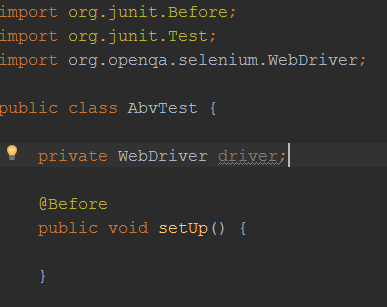 import org.junit.Before;
import org.junit.Test;
import org.openqa.selenium.WebDriver;
public class AbvTest {
private WebDriver driver;
@Before
public void setUp() {
}